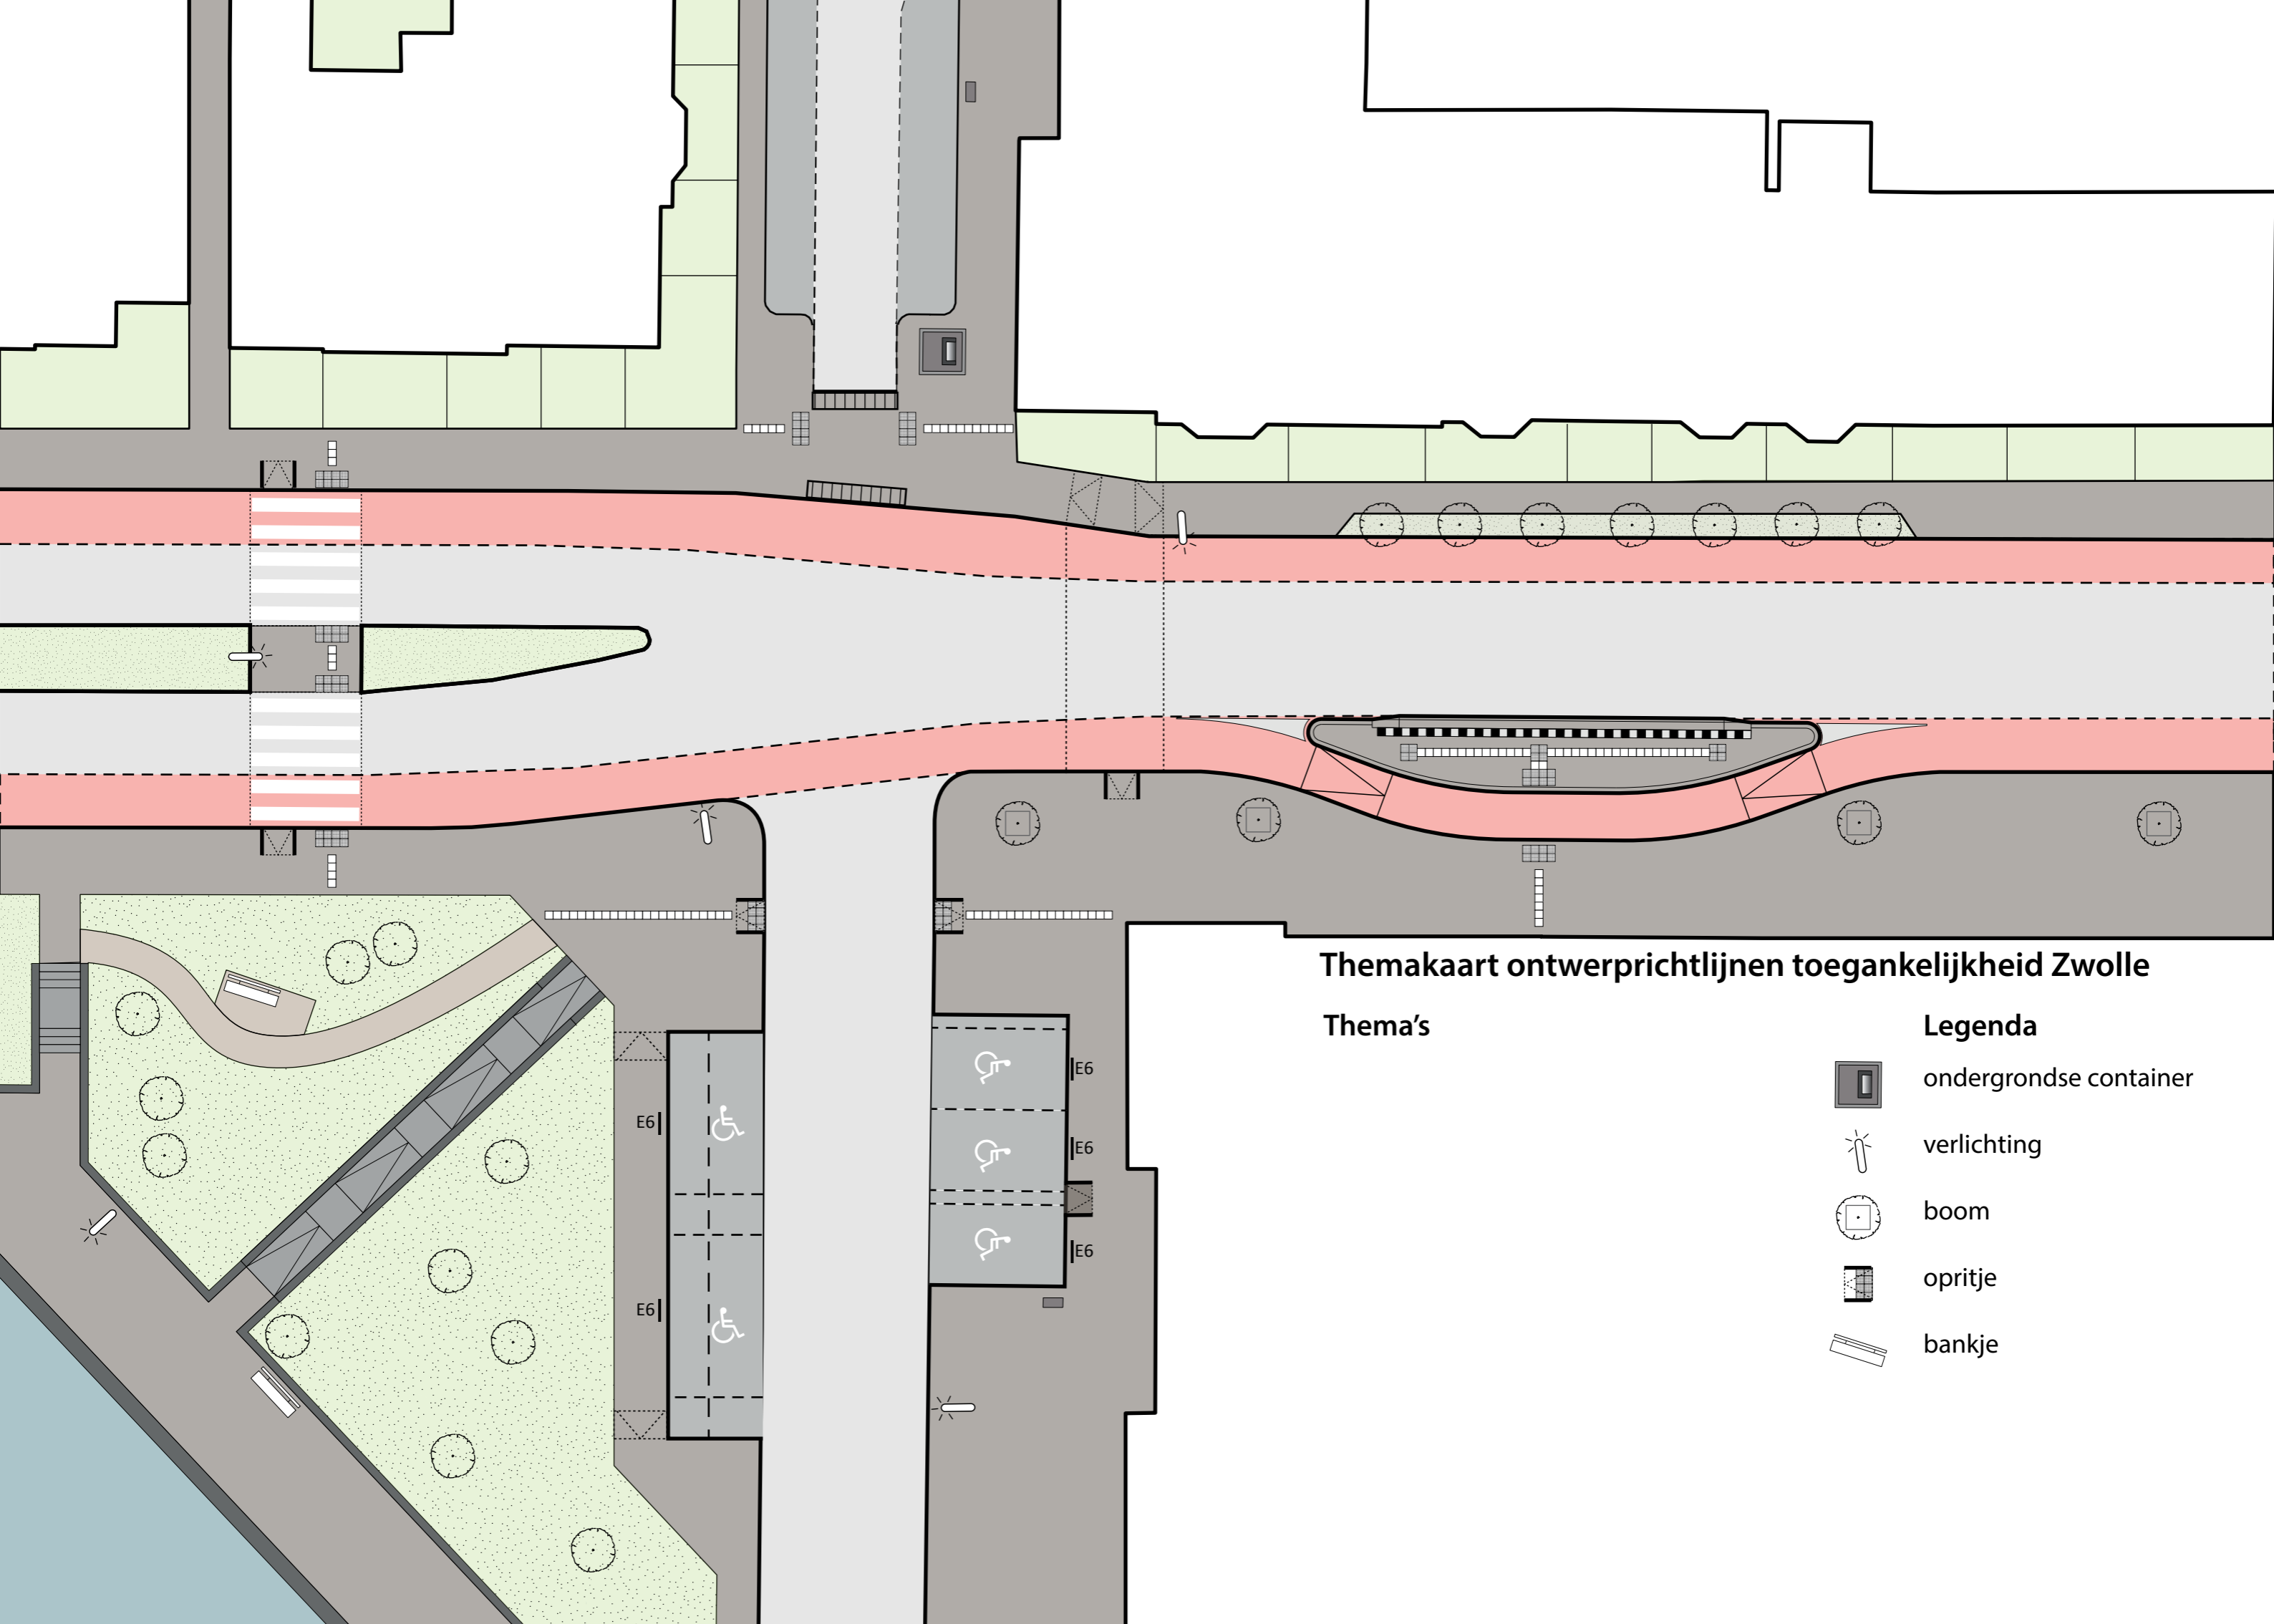 Themakaart ontwerprichtlijnen toegankelijkheid Zwolle
Thema's
Legenda
ondergrondse container
verlichting
boom
opritje
bankje
E6
E6
E6
E6
E6